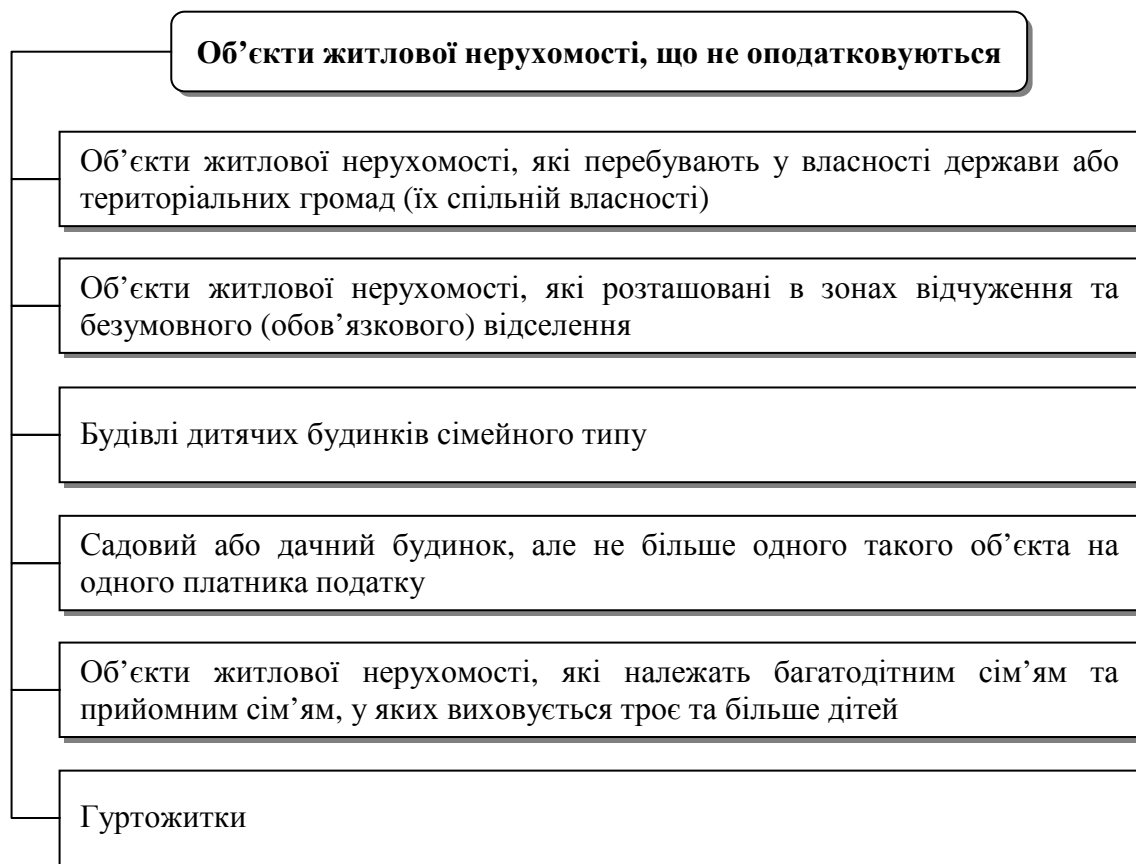 Об’єкти житлової нерухомості, що не оподатковуються
Об’єкти житлової нерухомості, які перебувають у власності держави або
територіальних громад (їх спільній власності)
Об’єкти житлової нерухомості, які розташовані в зонах відчуження та
безумовного (обов’язкового) відселення
Будівлі дитячих будинків сімейного типу
Садовий або дачний будинок, але не більше одного такого об’єкта на
одного платника податку
Об’єкти житлової нерухомості, які належать багатодітним сім’ям та
прийомним сім’ям, у яких виховується троє та більше дітей
Гуртожитки